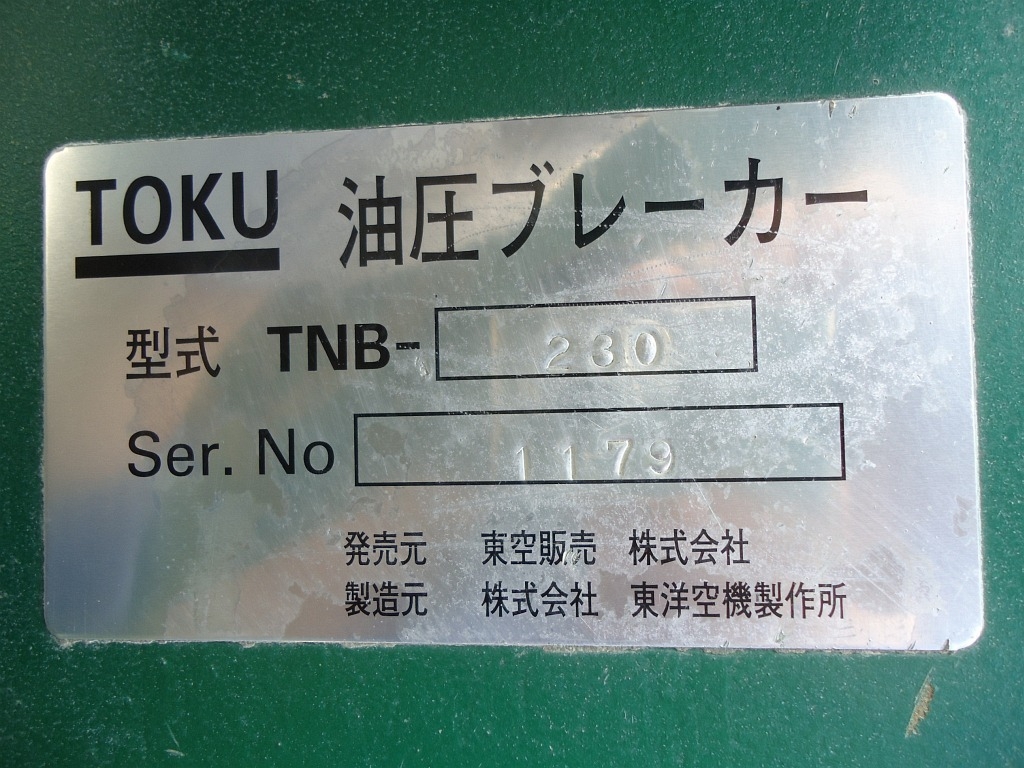 TOKU 油圧ブレーカー
型式 TNB- 230
Ser. No 1179
発売元 東空販売 株式会社
製造元 株式会社 東洋空機製作所